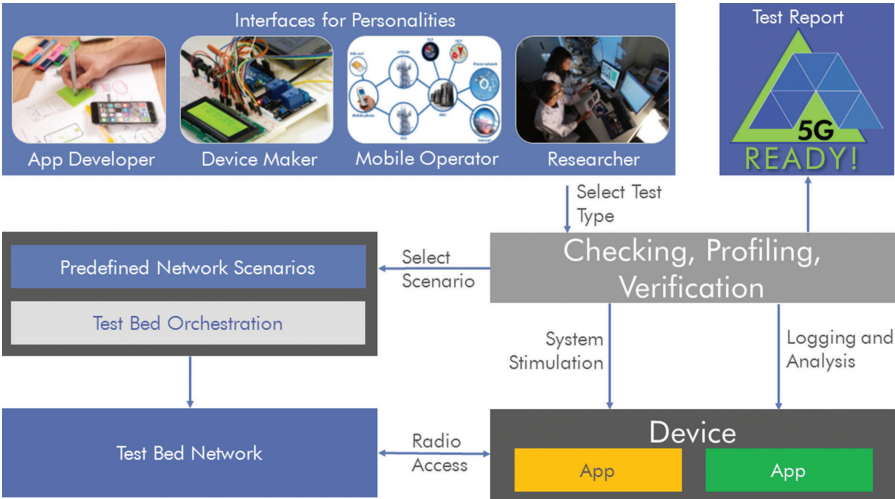 Interfaces for Personalities
App Developer
Device Maker
Mobile Operator
Researcher
Test Report
5G
READY!
Select Test
Type
Checking, Profiling,
Verification
Select
Scenario
Predefined Network Scenarios
Test Bed Orchestration
System
Stimulation
Logging and
Analysis
Test Bed Network
Radio
Access
Device
App
App